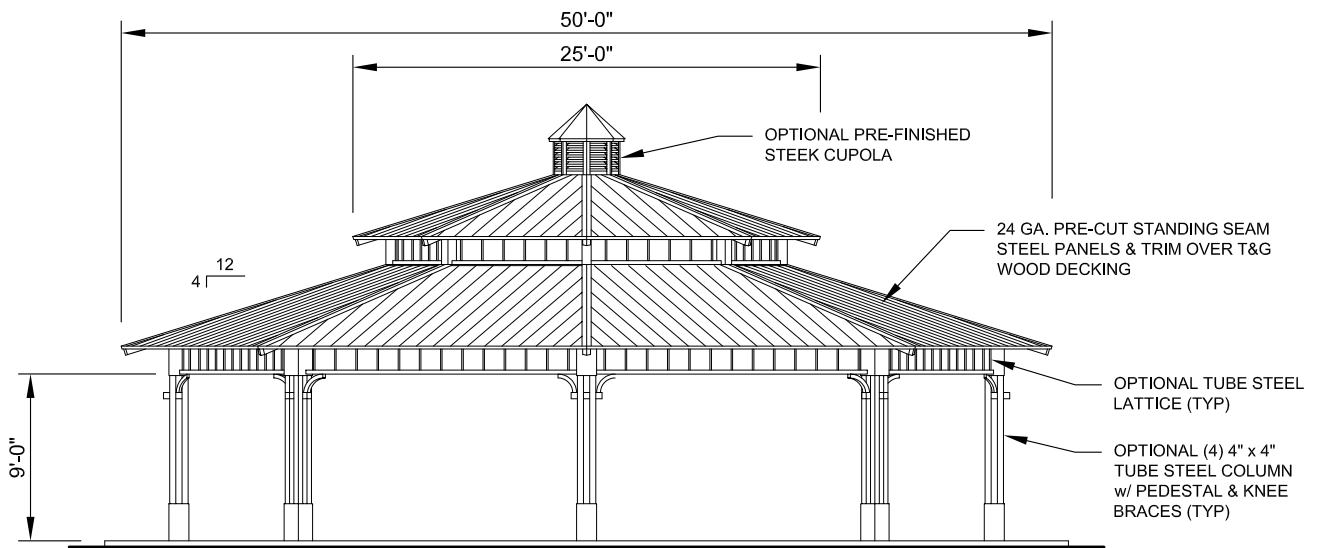 50'-0"
25'-0"
OPTIONAL PRE-FINISHED
STEEK CUPOLA
24 GA. PRE-CUT STANDING SEAM
STEEL PANELS & TRIM OVER T&G
WOOD DECKING
12
4
OPTIONAL TUBE STEEL
LATTICE (TYP)
9'-0"
OPTIONAL (4) 4" x 4"
TUBE STEEL COLUMN
w/ PEDESTAL & KNEE
BRACES (TYP)